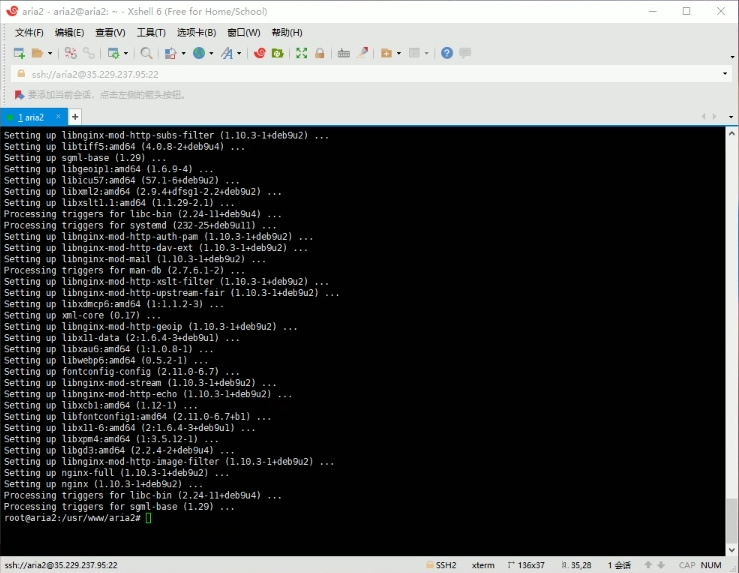 aria2 - aria2@aria2: ~ - Xshell 6 (Free for Home/School)
文件(F) 编辑(E) 查看(V) 工具(T) 选项卡(B) 窗口(W) 帮助(H)
ssh://aria2@35.229.237.95:22
要添加当前会话，点击左侧的箭头按钮。
1 aria2 × +
Setting up libnginx-mod-http-subs-filter (1.10.3-1+deb9u2) ...
Setting up libtiff5:amd64 (4.0.8-2+deb9u4) ...
Setting up sgml-base (1.29) ...
Setting up libgeoip1:amd64 (1.6.9-4) ...
Setting up libicu57:amd64 (57.1-6+deb9u2) ...
Setting up libxml2:amd64 (2.9.4+dfsg1-2.2+deb9u2) ...
Setting up libxslt1.1:amd64 (1.1.29-2.1) ...
Processing triggers for libc-bin (2.24-11+deb9u4) ...
Processing triggers for systemd (232-25+deb9u11) ...
Setting up libnginx-mod-http-auth-pam (1.10.3-1+deb9u2) ...
Setting up libnginx-mod-http-dav-ext (1.10.3-1+deb9u2) ...
Setting up libnginx-mod-mail (1.10.3-1+deb9u2) ...
Processing triggers for man-db (2.7.6.1-2) ...
Setting up libnginx-mod-http-xslt-filter (1.10.3-1+deb9u2) ...
Setting up libnginx-mod-http-upstream-fair (1.10.3-1+deb9u2) ...
Setting up libxdmcp6:amd64 (1:1.1.2-3) ...
Setting up xml-core (0.17) ...
Setting up libnginx-mod-http-geoip (1.10.3-1+deb9u2) ...
Setting up libx11-data (2:1.6.4-3+deb9u1) ...
Setting up libxau6:amd64 (1:1.0.8-1) ...
Setting up libwebp6:amd64 (0.5.2-1) ...
Setting up fontconfig-config (2.11.0-6.7) ...
Setting up libnginx-mod-stream (1.10.3-1+deb9u2) ...
Setting up libnginx-mod-http-echo (1.10.3-1+deb9u2) ...
Setting up libxcb1:amd64 (1.12-1) ...
Setting up libfontconfig1:amd64 (2.11.0-6.7+b1) ...
Setting up libx11-6:amd64 (2:1.6.4-3+deb9u1) ...
Setting up libxpm4:amd64 (1:3.5.12-1) ...
Setting up libgd3:amd64 (2.2.4-2+deb9u4) ...
Setting up libnginx-mod-http-image-filter (1.10.3-1+deb9u2) ...
Setting up nginx-full (1.10.3-1+deb9u2) ...
Setting up nginx (1.10.3-1+deb9u2) ...
Processing triggers for libc-bin (2.24-11+deb9u4) ...
Processing triggers for sgml-base (1.29) ...
root@aria2:/usr/www/aria2#
ssh://aria2@35.229.237.95:22 SSH2 xterm 136x37 35,28 1 会话 CAP NUM